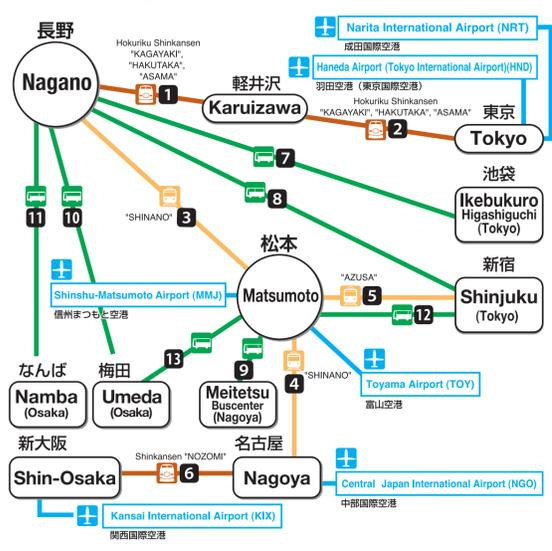 長野
Nagano
Hokuriku Shinkansen
"KAGAYAKI",
"HAKUTAKA",
"ASAMA"
1
軽井沢
Karuizawa
Narita International Airport (NRT)
成田国際空港
Haneda Airport (Tokyo International Airport)(HND)
羽田空港（東京国際空港）
Hokuriku Shinkansen
"KAGAYAKI", "HAKUTAKA", "ASAMA"
2
東京
Tokyo
7
池袋
Ikebukuro
Higashiguchi
(Tokyo)
8
11
10
"SHINANO"
3
松本
Matsumoto
Shinshu-Matsumoto Airport (MMJ)
信州まつもと空港
"AZUSA"
5
12
新宿
Shinjuku
(Tokyo)
13
9
"SHINANO"
4
Toyama Airport (TOY)
富山空港
なんば
Namba
(Osaka)
梅田
Umeda
(Osaka)
Meitetsu
Buscenter
(Nagoya)
新大阪
Shin-Osaka
Shinkansen "NOZOMI"
6
名古屋
Nagoya
Central Japan International Airport (NGO)
中部国際空港
Kansai International Airport (KIX)
関西国際空港